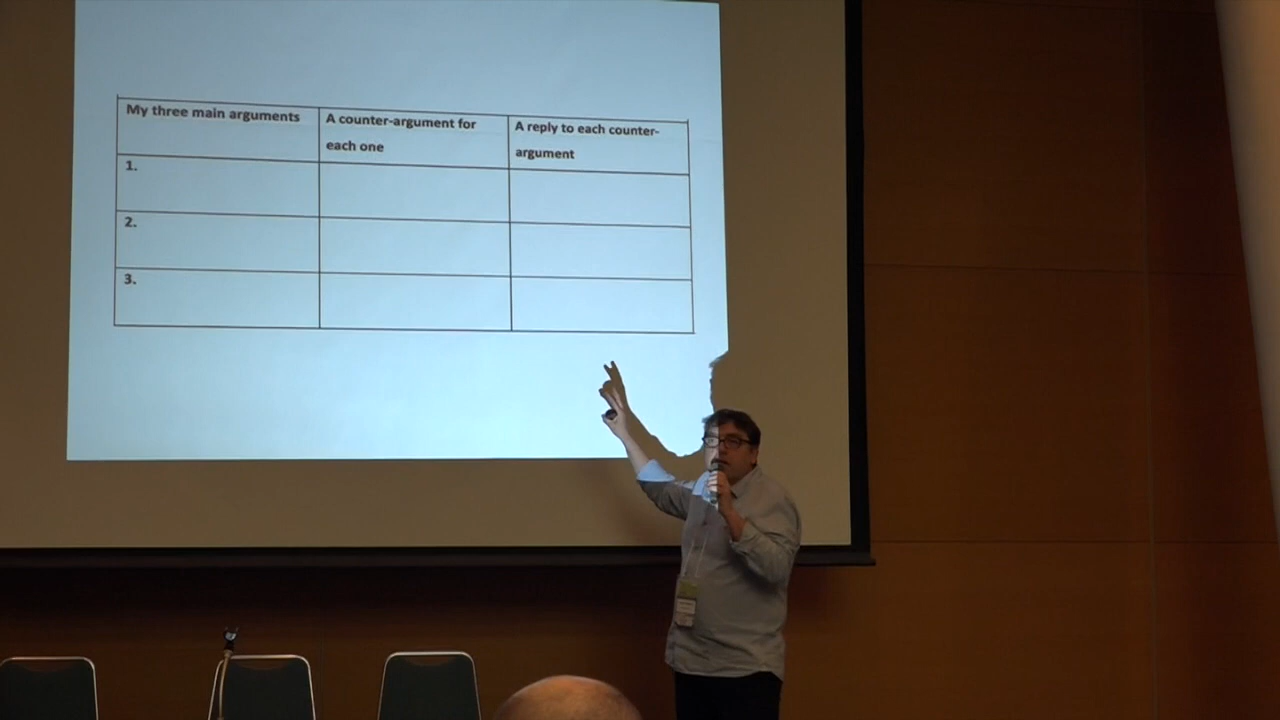 My three main arguments
A counter-argument for
each one
A reply to each counter-
argument
1.
2.
3.